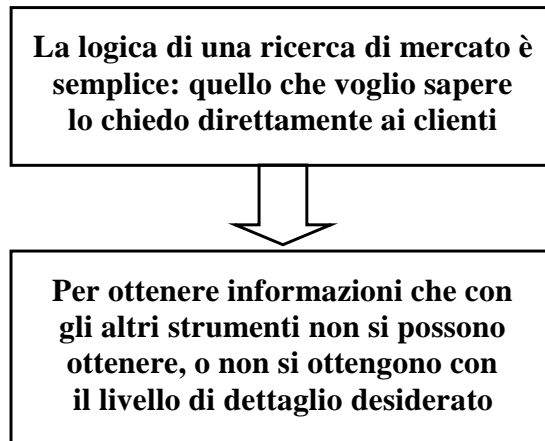 La logica di una ricerca di mercato è
semplice: quello che voglio sapere
lo chiedo direttamente ai clienti
Per ottenere informazioni che con
gli altri strumenti non si possono
ottenere, o non si ottengono con
il livello di dettaglio desiderato